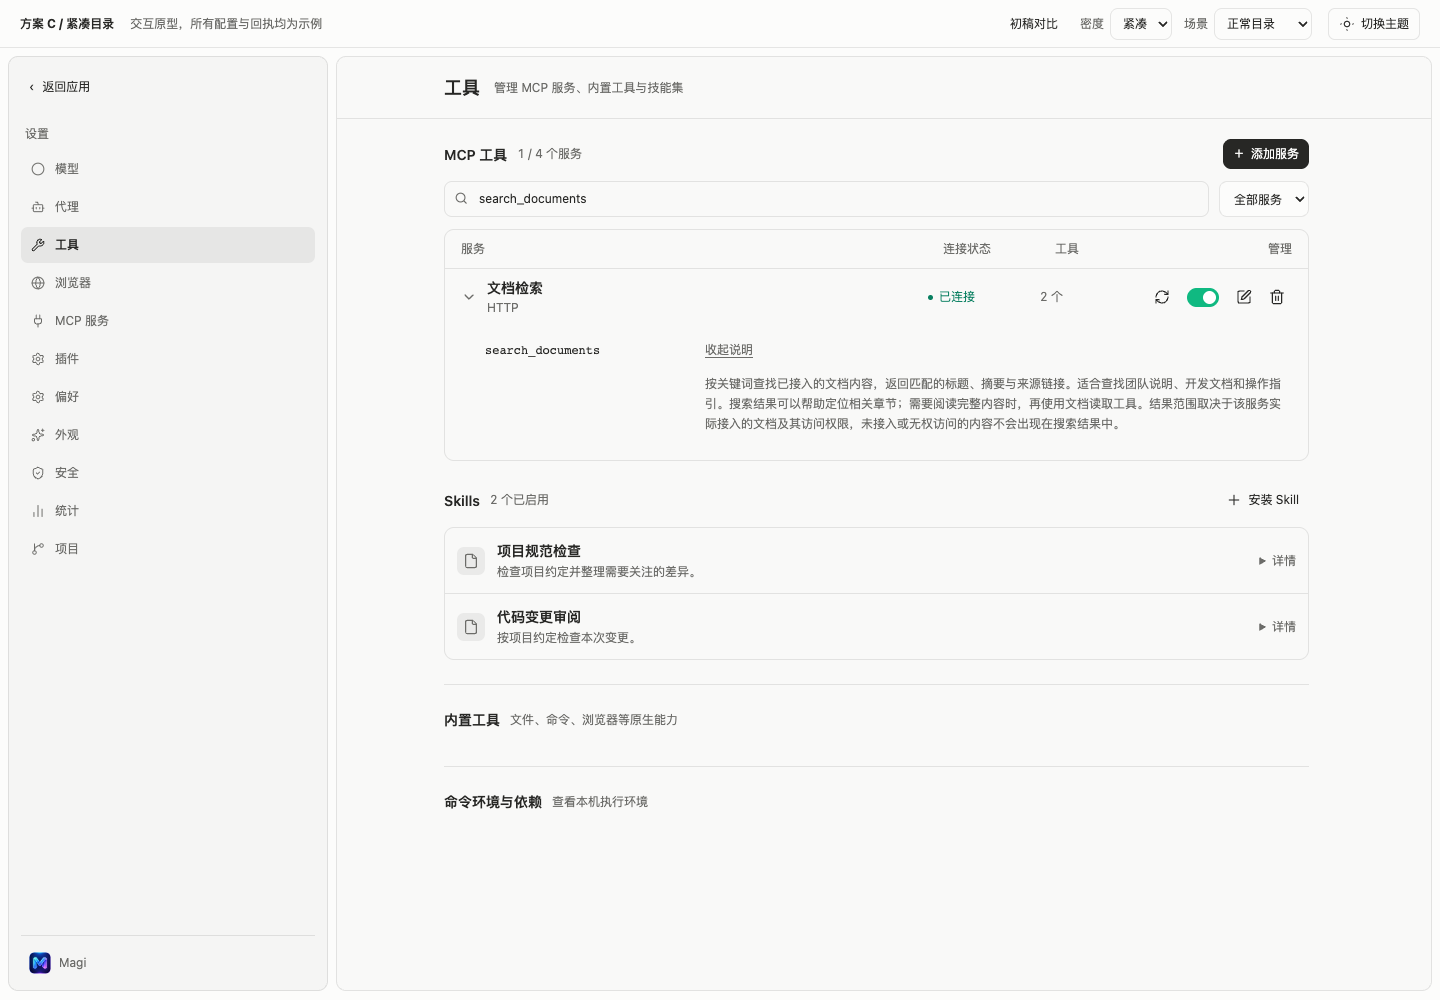 方案 C / 紧凑目录 交互原型，所有配置与回执均为示例 初稿对比 密度 紧凑 场景 正常目录 切换主题
返回应用
设置
模型
代理
工具
浏览器
MCP 服务
插件
偏好
外观
安全
统计
项目
Magi
工具 管理 MCP 服务、内置工具与技能集
MCP 工具 1 / 4 个服务 + 添加服务
search_documents 全部服务
服务 连接状态 工具 管理
文档检索
HTTP
已连接 2 个
search_documents 收起说明
按关键词查找已接入的文档内容，返回匹配的标题、摘要与来源链接。适合查找团队说明、开发文档和操作指
引。搜索结果可以帮助定位相关章节；需要阅读完整内容时，再使用文档读取工具。结果范围取决于该服务实
际接入的文档及其访问权限，未接入或无权访问的内容不会出现在搜索结果中。
Skills 2 个已启用 + 安装 Skill
项目规范检查
检查项目约定并整理需要关注的差异。
详情
代码变更审阅
按项目约定检查本次变更。
详情
内置工具 文件、命令、浏览器等原生能力
命令环境与依赖 查看本机执行环境